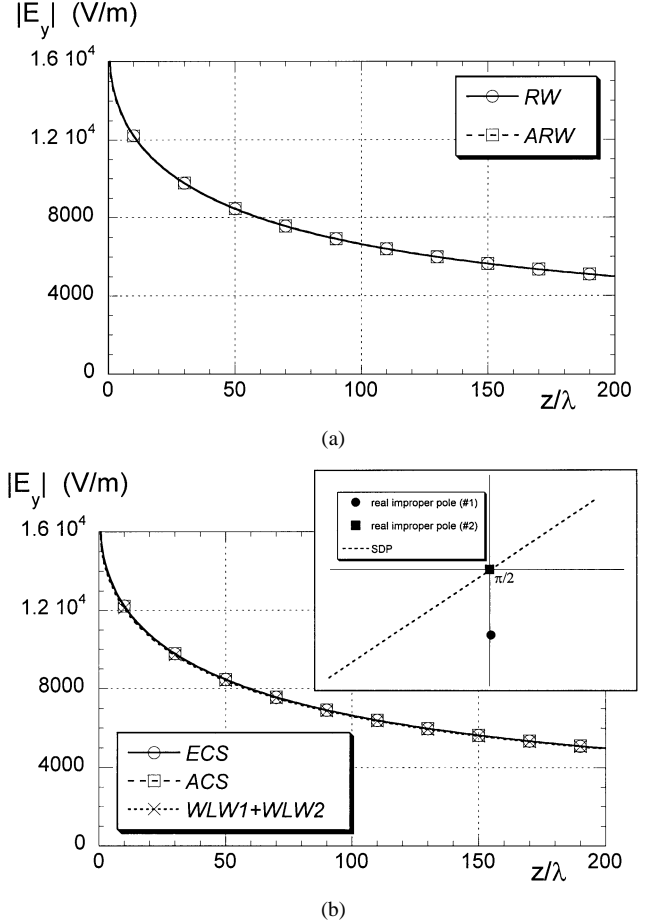 |E_y| (V/m)
1.6 10^4
RW
ARW
1.2 10^4
8000
4000
0
0 50 100 150 200
z/λ
(a)
|E_y| (V/m)
real improper pole (#1)
real improper pole (#2)
SDP
π/2
1.6 10^4
1.2 10^4
8000
4000
0
ECS
ACS
WLW1+WLW2
0 50 100 150 200
z/λ
(b)